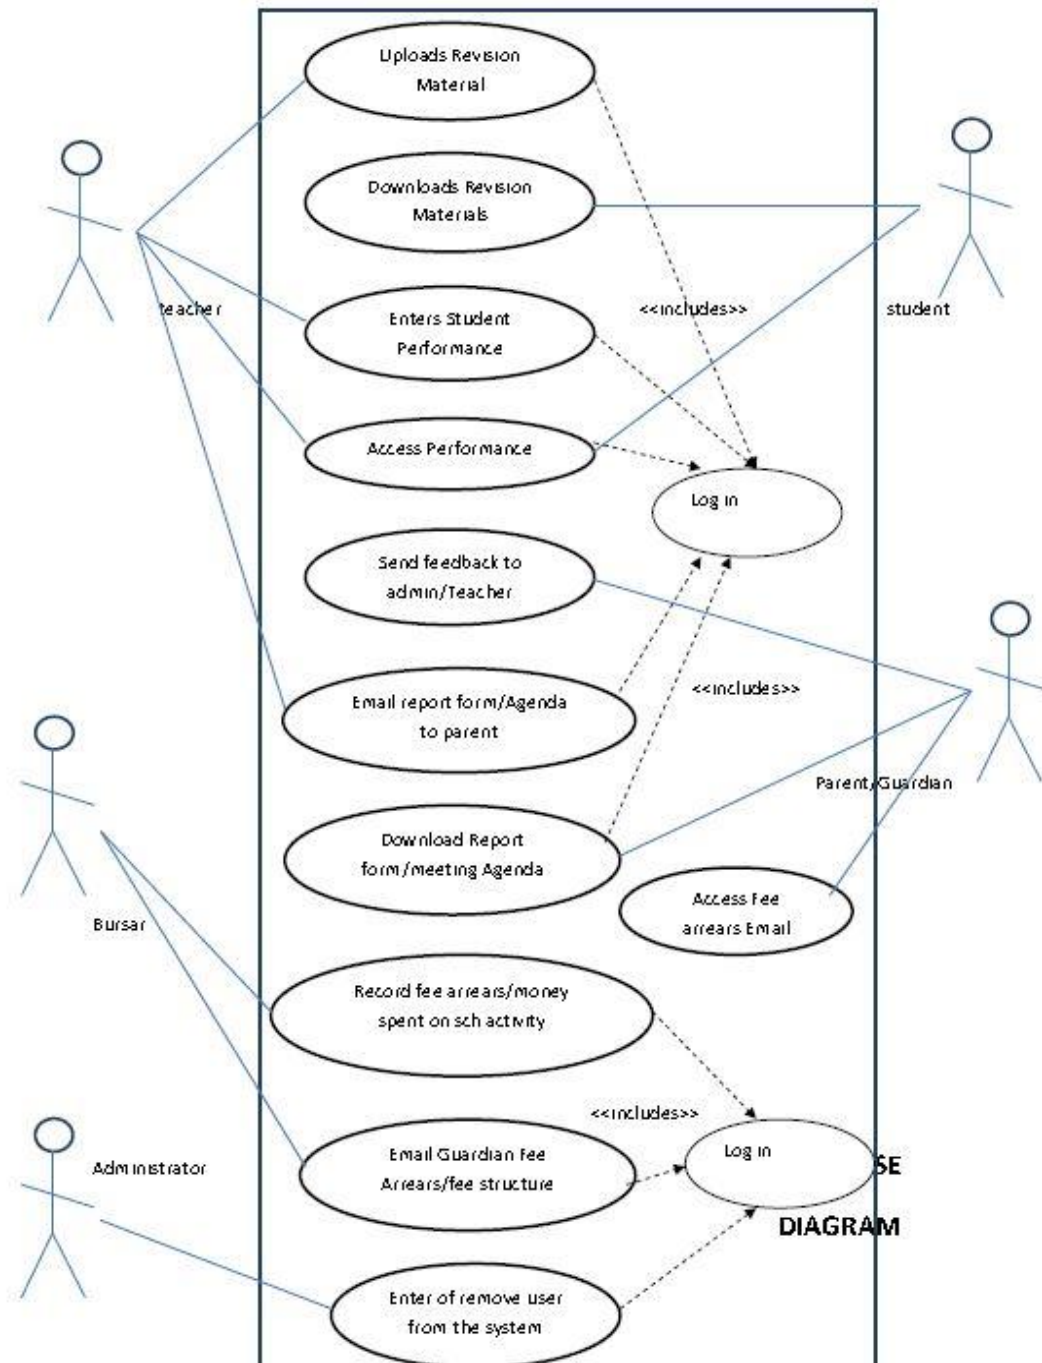 Uploads Revision
Material
Downloads Revision
Materials
teacher
Enters Student
Performance
<<includes>>
student
Access Performance
Log in
Send feedback to
admin/Teacher
Email report form/Agenda
to parent
<<includes>>
Parent/Guardian
Download Report
form/meeting Agenda
Access Fee
arrears Email
Bursar
Record fee arrears/money
spent on sch activity
<<includes>>
Administrator
Email Guardian Fee
Arrears/fee structure
Log in
SE
DIAGRAM
Enter of remove user
from the system